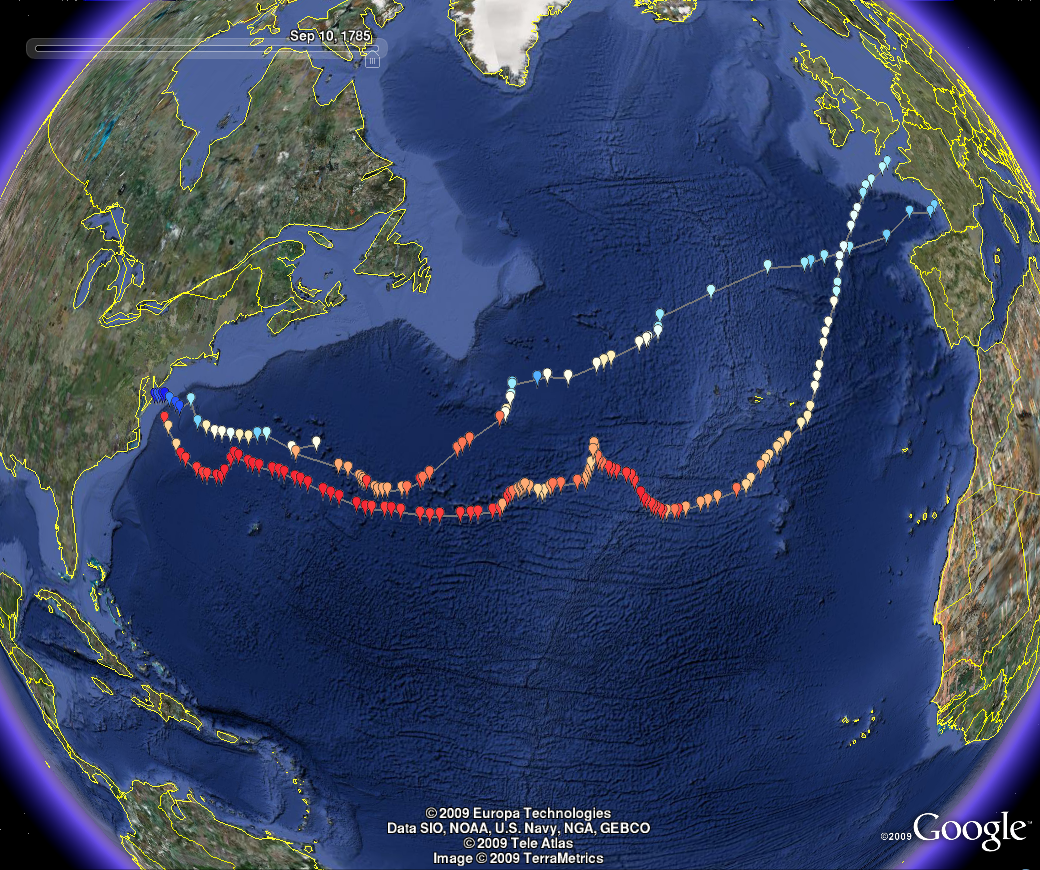 Sep 10, 1785
© 2009 Europa Technologies
Data SIO, NOAA, U.S. Navy, NGA, GEBCO
© 2009 Tele Atlas
Image © 2009 TerraMetrics
©2009 Google™